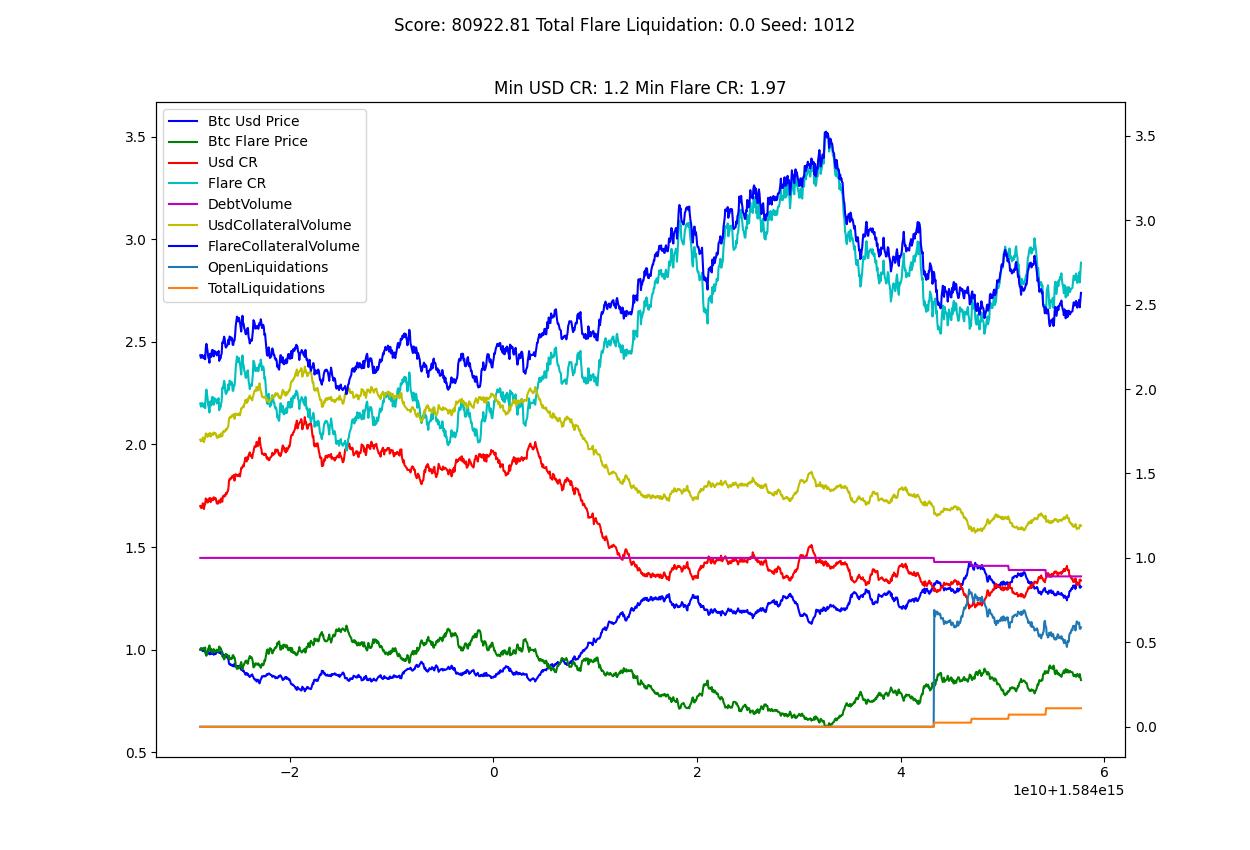 Score: 80922.81 Total Flare Liquidation: 0.0 Seed: 1012
Min USD CR: 1.2 Min Flare CR: 1.97
Btc Usd Price
Btc Flare Price
Usd CR
Flare CR
DebtVolume
UsdCollateralVolume
FlareCollateralVolume
OpenLiquidations
TotalLiquidations
3.5
3.0
2.5
2.0
1.5
1.0
0.5
3.5
3.0
2.5
2.0
1.5
1.0
0.5
0.0
−2 0 2 4 6
1e10+1.584e15